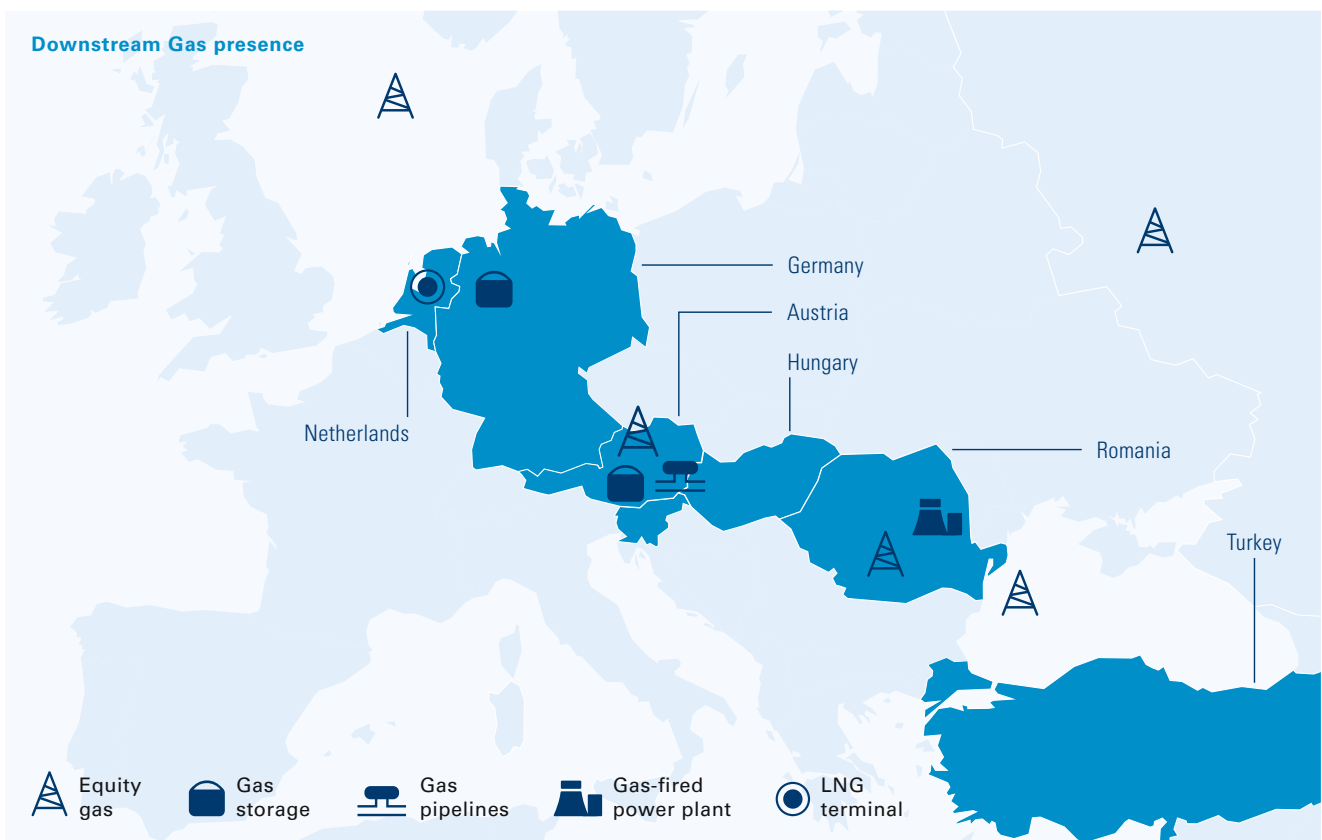 Downstream Gas presence
Germany
Austria
Hungary
Netherlands
Romania
Turkey
Equity
gas
Gas
storage
Gas
pipelines
Gas-fired
power plant
LNG
terminal